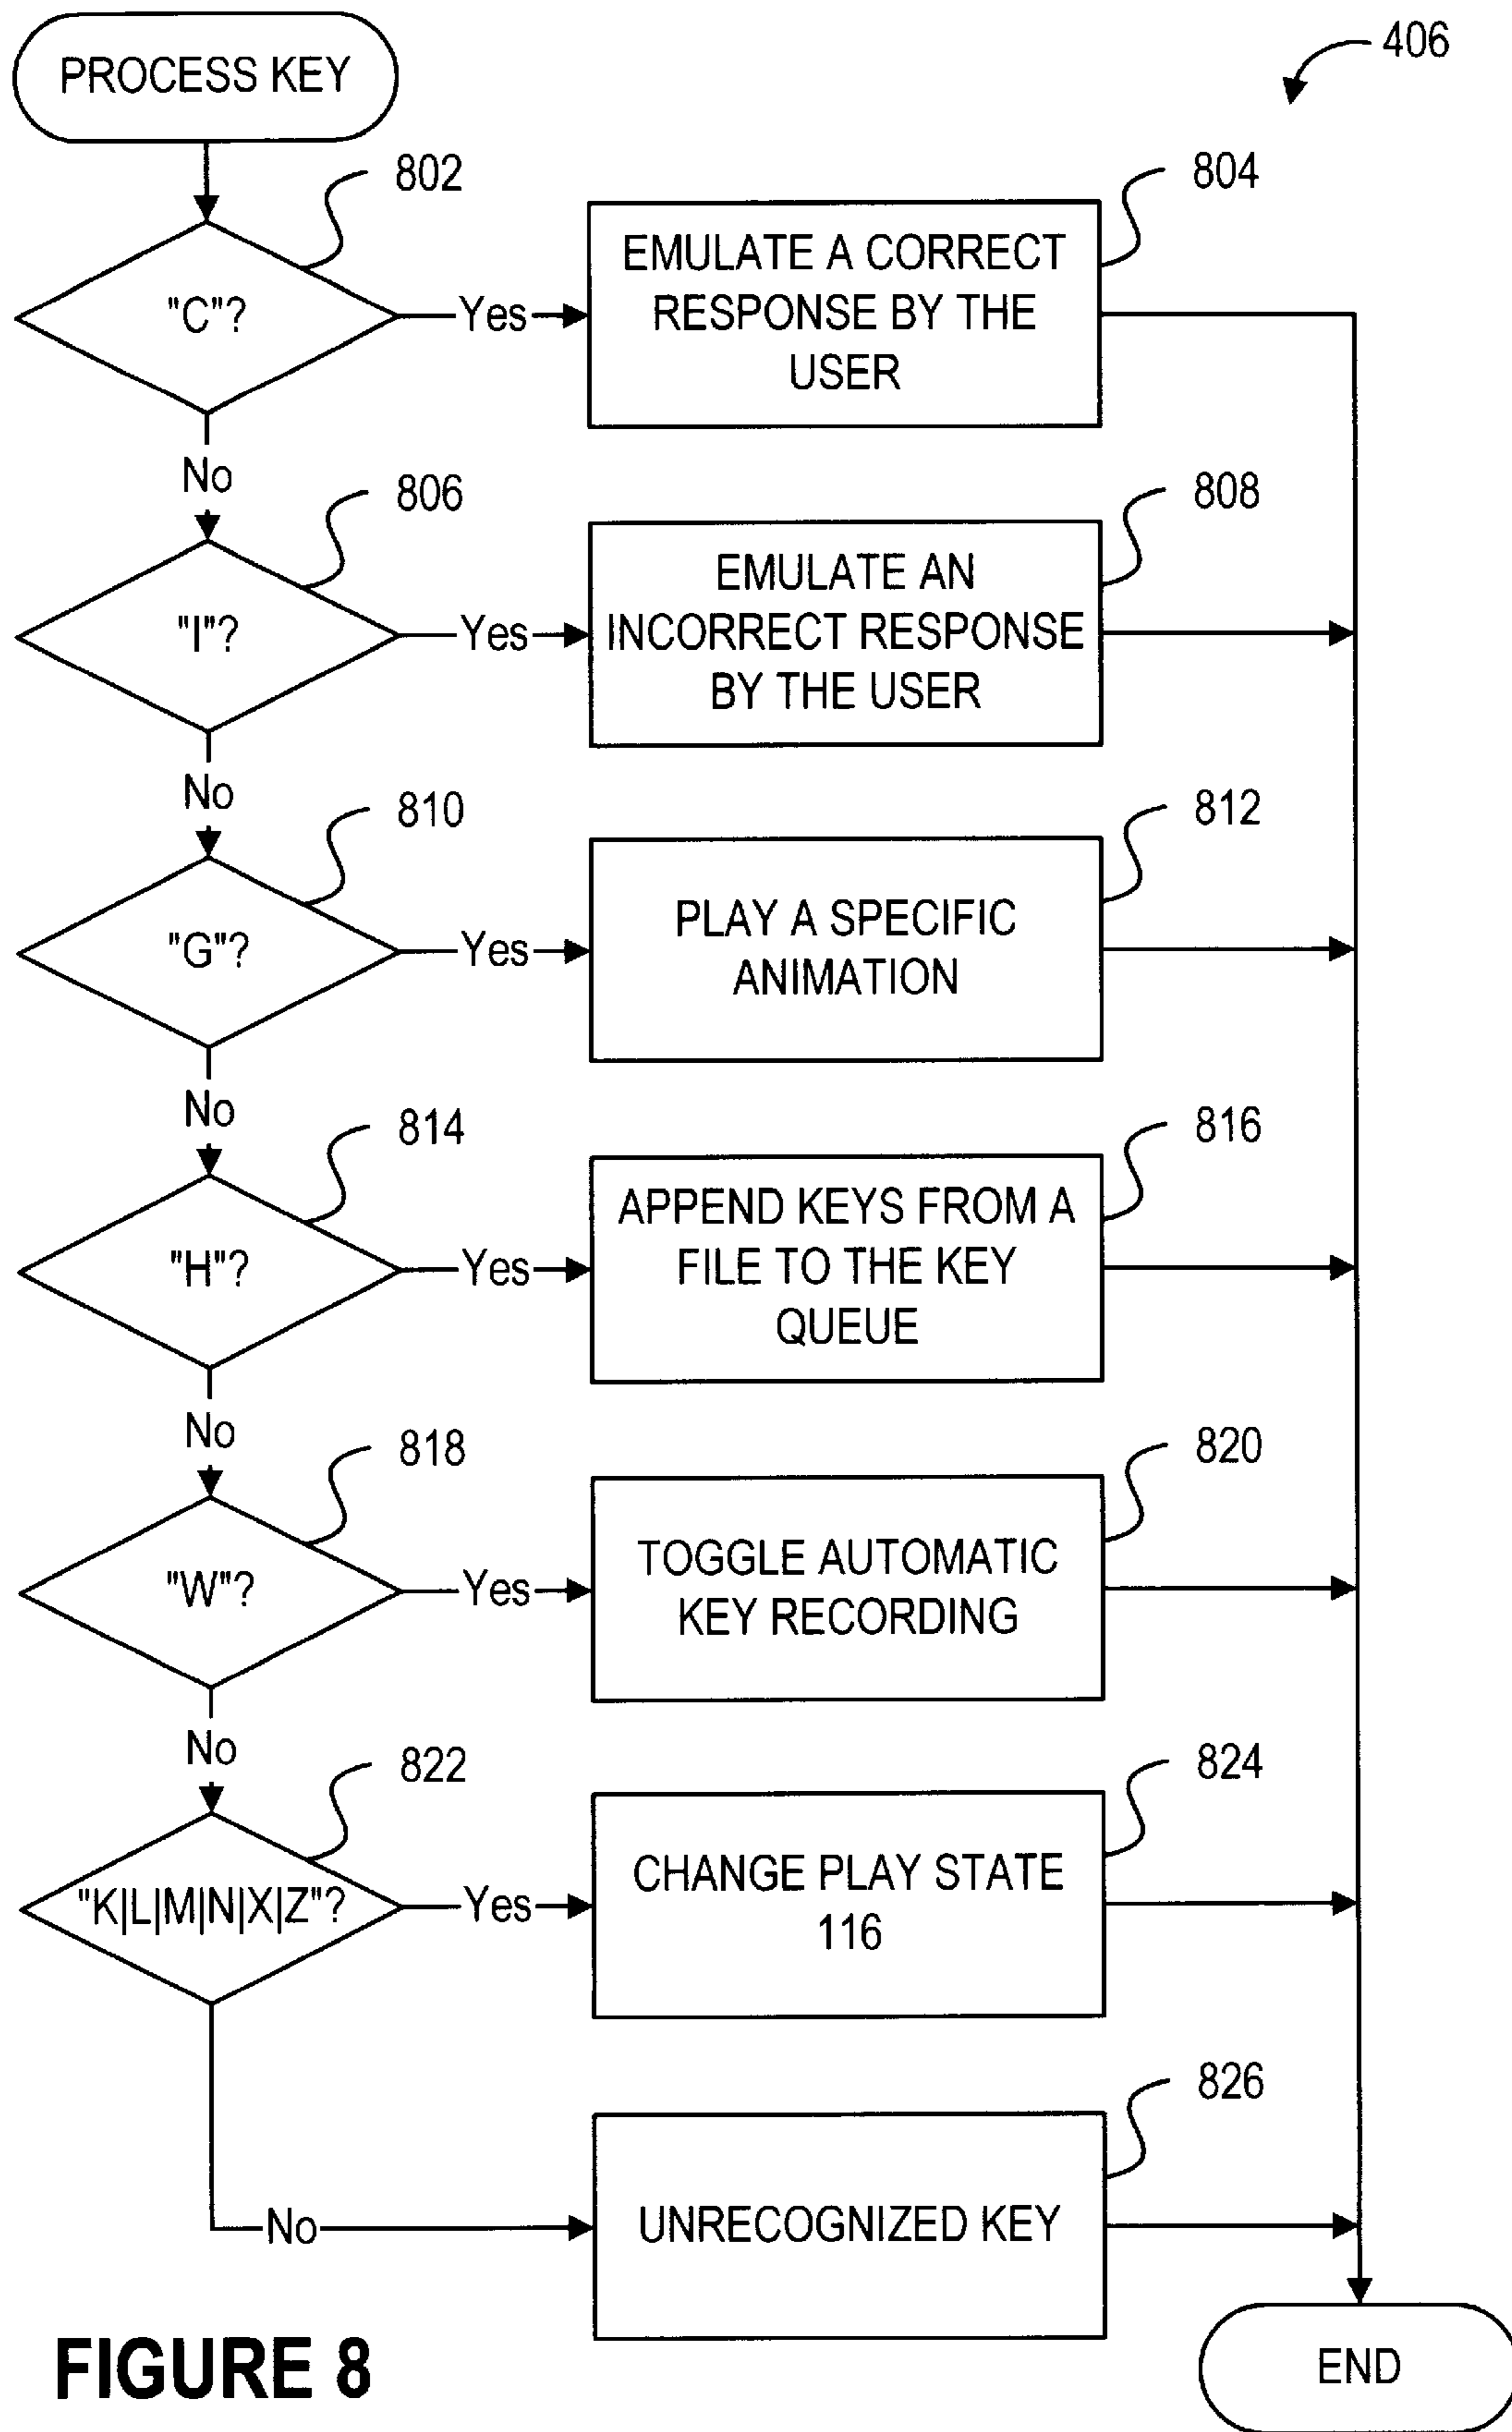 PROCESS KEY
406
802
804
"C"?
Yes
EMULATE A CORRECT
RESPONSE BY THE
USER
No
806
808
"I"?
Yes
EMULATE AN
INCORRECT RESPONSE
BY THE USER
No
810
812
"G"?
Yes
PLAY A SPECIFIC
ANIMATION
No
814
816
"H"?
Yes
APPEND KEYS FROM A
FILE TO THE KEY
QUEUE
No
818
820
"W"?
Yes
TOGGLE AUTOMATIC
KEY RECORDING
No
822
824
"K|L|M|N|X|Z"?
Yes
CHANGE PLAY STATE
116
826
No
UNRECOGNIZED KEY
END
FIGURE 8